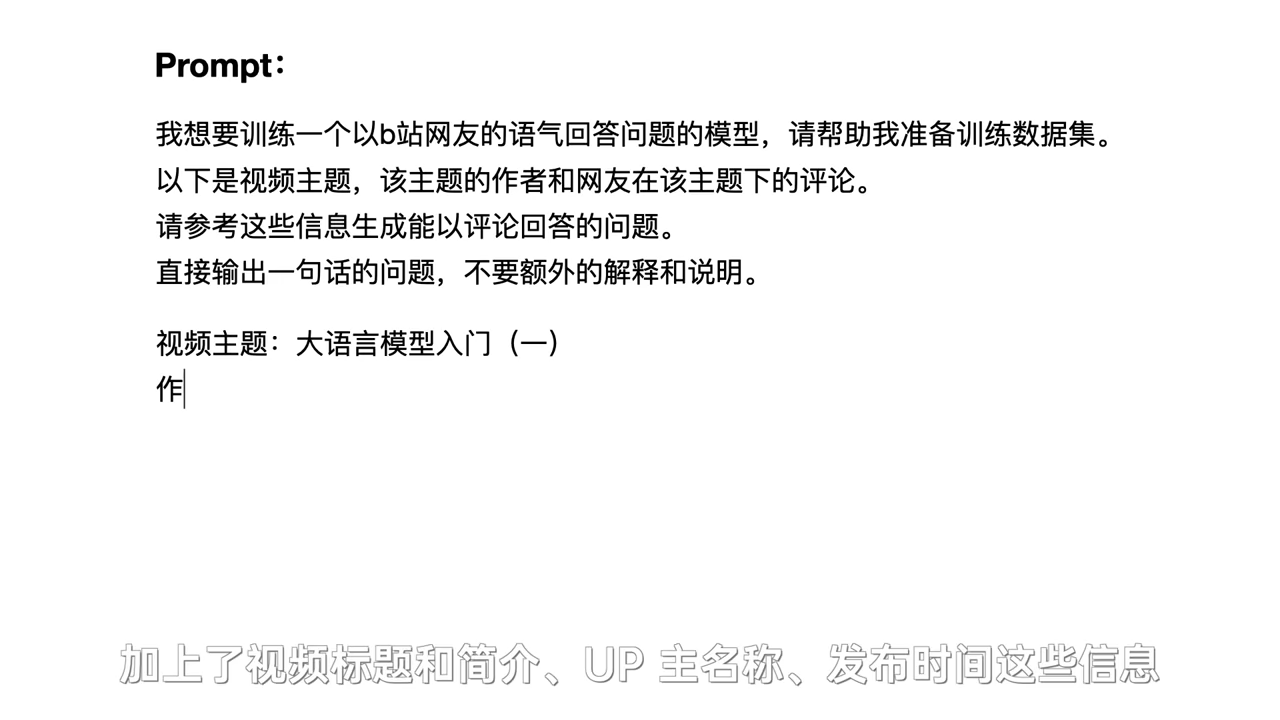 Prompt：
我想要训练一个以b站网友的语气回答问题的模型，请帮助我准备训练数据集。
以下是视频主题，该主题的作者和网友在该主题下的评论。
请参考这些信息生成能以评论回答的问题。
直接输出一句话的问题，不要额外的解释和说明。
视频主题：大语言模型入门（一）
作
加上了视频标题和简介、UP 主名称、发布时间这些信息